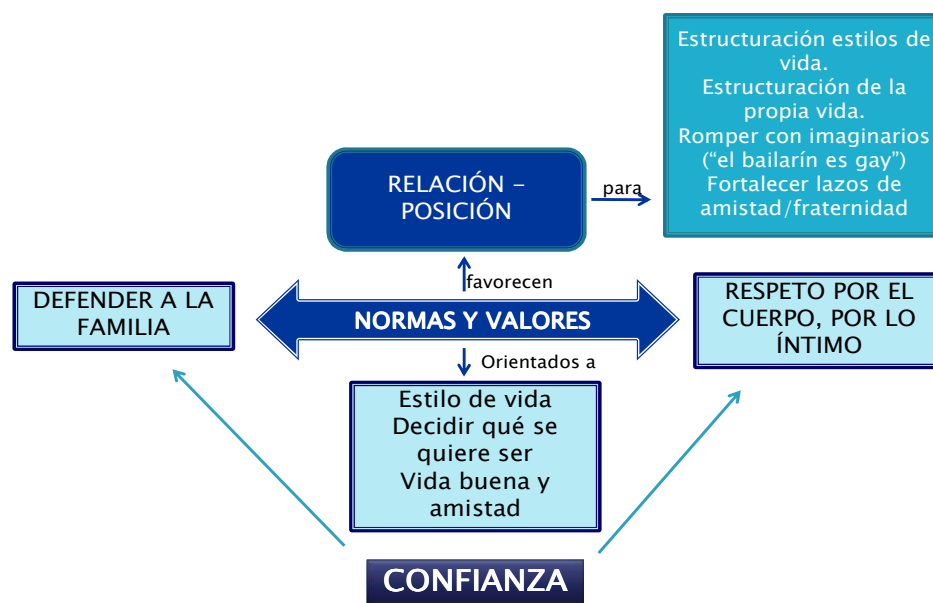 Estructuración estilos de
vida.
Estructuración de la
propia vida.
Romper con imaginarios
(“el bailarín es gay”)
Fortalecer lazos de
amistad/fraternidad
RELACIÓN –
POSICIÓN
para
favorecen
DEFENDER A LA
FAMILIA
NORMAS Y VALORES
RESPETO POR EL
CUERPO, POR LO
ÍNTIMO
Orientados a
Estilo de vida
Decidir qué se
quiere ser
Vida buena y
amistad
CONFIANZA